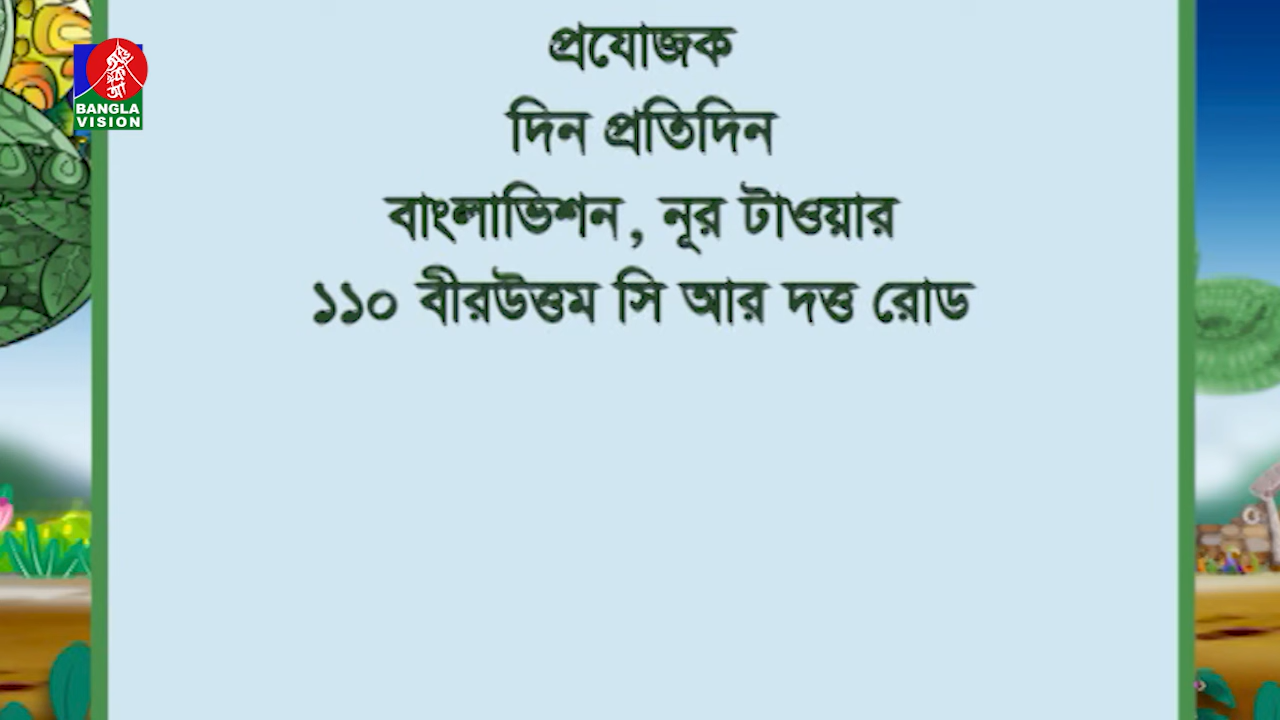 BANGLA
VISION
প্রযোজক
দিন প্রতিদিন
বাংলাভিশন, নূর টাওয়ার
১১০ বীরউত্তম সি আর দত্ত রোড